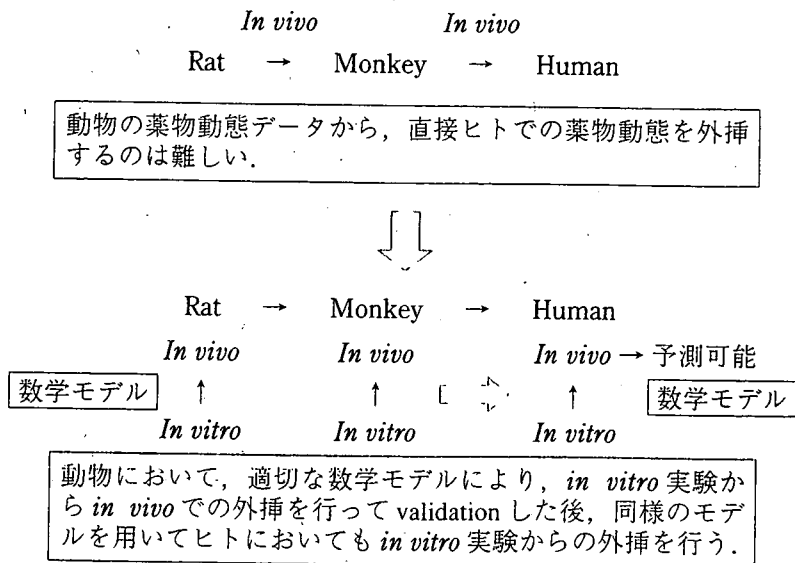 In vivo In vivo
Rat → Monkey → Human
動物の薬物動態データから，直接ヒトでの薬物動態を外挿
するのは難しい．
Rat → Monkey → Human
In vivo In vivo In vivo → 予測可能
数学モデル ↑ ↑ ↑ 数学モデル
In vitro In vitro In vitro
動物において，適切な数学モデルにより，in vitro 実験か
ら in vivo での外挿を行って validation した後，同様のモデ
ルを用いてヒトにおいても in vitro 実験からの外挿を行う．